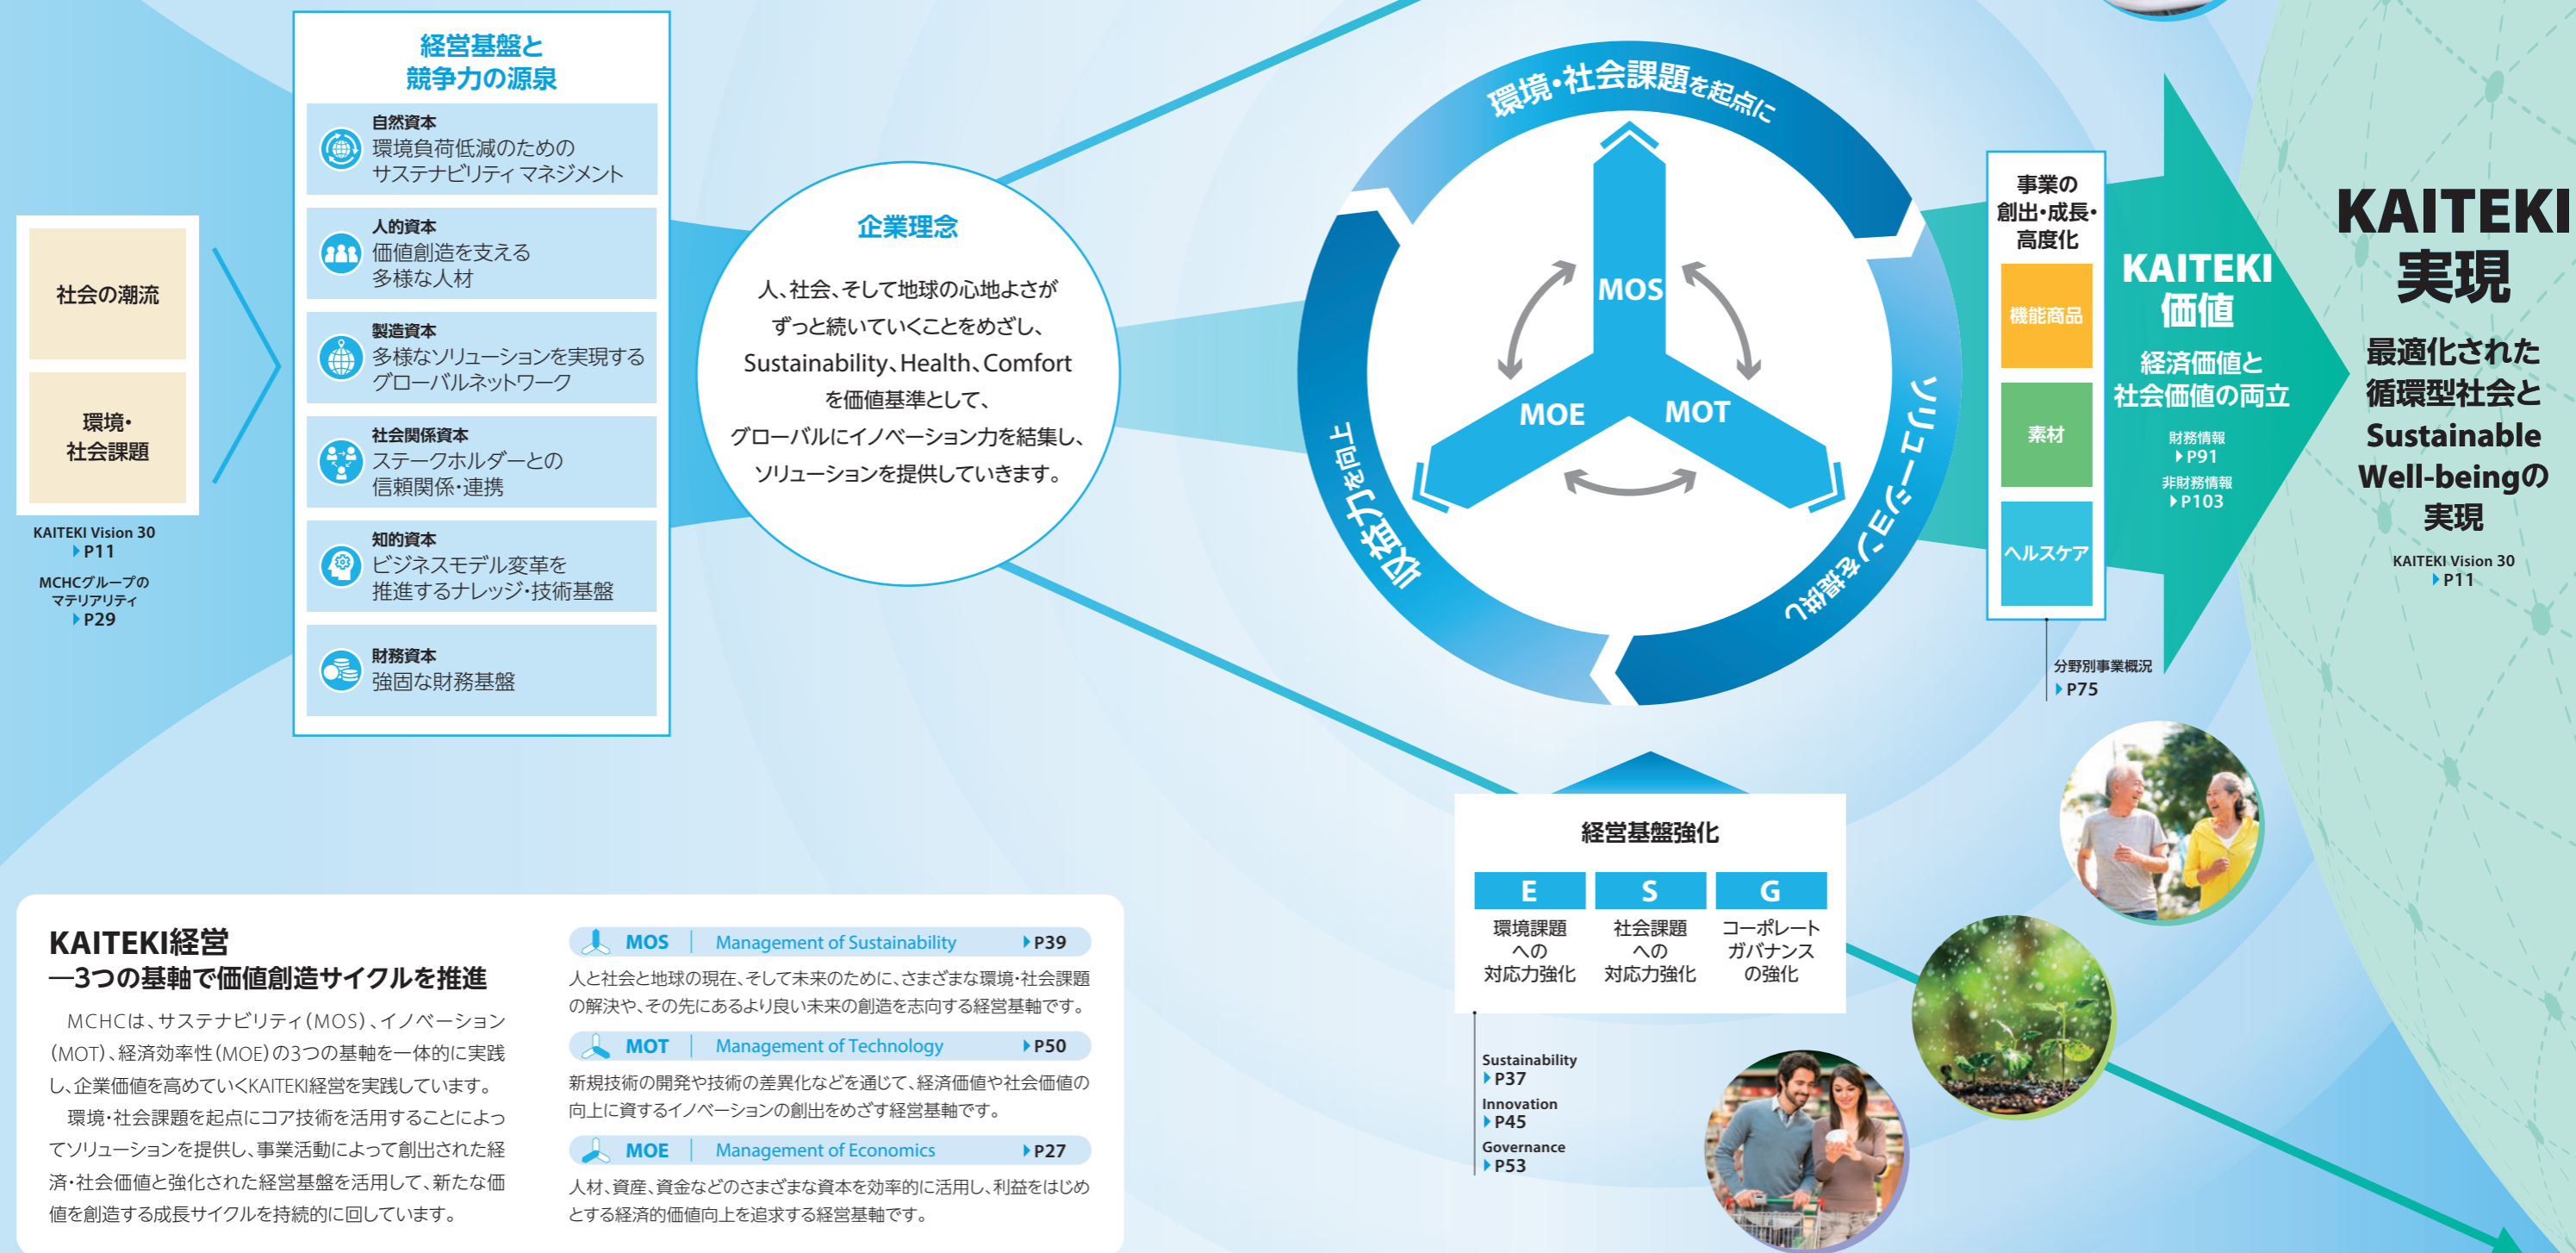 社会の潮流
環境・
社会課題
KAITEKI Vision 30
P11
MCHCグループの
マテリアリティ
P29
経営基盤と
競争力の源泉
自然資本
環境負荷低減のための
サステナビリティ マネジメント
人的資本
価値創造を支える
多様な人材
製造資本
多様なソリューションを実現する
グローバルネットワーク
社会関係資本
ステークホルダーとの
信頼関係・連携
知的資本
ビジネスモデル変革を
推進するナレッジ・技術基盤
財務資本
強固な財務基盤
企業理念
人、社会、そして地球の心地よさが
ずっと続いていくことをめざし、
Sustainability、Health、Comfort
を価値基準として、
グローバルにイノベーション力を結集し、
ソリューションを提供していきます。
環境・社会課題を起点に
ソリューションを提供し
収益力を向上
MOS
MOE
MOT
事業の
創出・成長・
高度化
機能商品
素材
ヘルスケア
分野別事業概況
P75
KAITEKI
価値
経済価値と
社会価値の両立
財務情報
P91
非財務情報
P103
KAITEKI
実現
最適化された
循環型社会と
Sustainable
Well-beingの
実現
KAITEKI Vision 30
P11
経営基盤強化
E
環境課題
への
対応力強化
S
社会課題
への
対応力強化
G
コーポレート
ガバナンス
の強化
Sustainability
P37
Innovation
P45
Governance
P53
KAITEKI経営
―3つの基軸で価値創造サイクルを推進
MCHCは、サステナビリティ(MOS)、イノベーション
(MOT)、経済効率性(MOE)の3つの基軸を一体的に実践
し、企業価値を高めていくKAITEKI経営を実践しています。
環境・社会課題を起点にコア技術を活用することによっ
てソリューションを提供し、事業活動によって創出された経
済・社会価値と強化された経営基盤を活用して、新たな価
値を創造する成長サイクルを持続的に回しています。
MOS Management of Sustainability P39
人と社会と地球の現在、そして未来のために、さまざまな環境・社会課題
の解決や、その先にあるより良い未来の創造を志向する経営基軸です。
MOT Management of Technology P50
新規技術の開発や技術の差異化などを通じて、経済価値や社会価値の
向上に資するイノベーションの創出をめざす経営基軸です。
MOE Management of Economics P27
人材、資産、資金などのさまざまな資本を効率的に活用し、利益をはじめ
とする経済的価値向上を追求する経営基軸です。